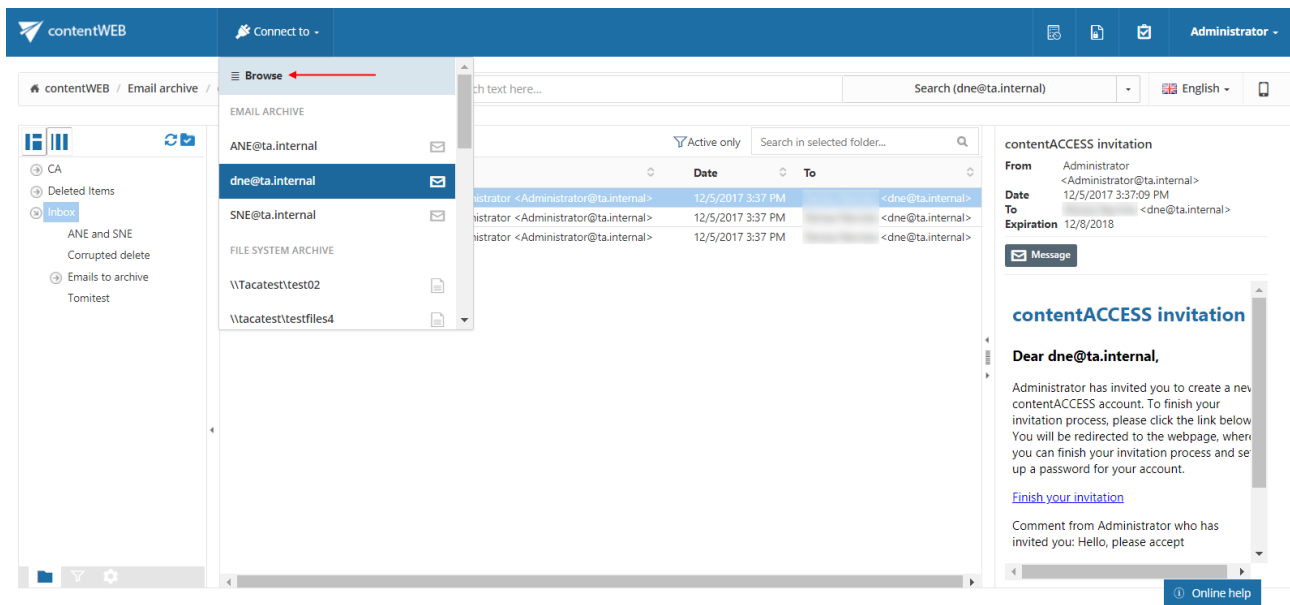 contentWEB
Connect to
Administrator
contentWEB / Email archive /
Browse
ch text here...
Search (dne@ta.internal)
English
EMAIL ARCHIVE
ANE@ta.internal
dne@ta.internal
SNE@ta.internal
FILE SYSTEM ARCHIVE
\\Tacatest\test02
\\tacatest\testfiles4
CA
Deleted Items
Inbox
ANE and SNE
Corrupted delete
Emails to archive
Tomitest
Active only
Search in selected folder...
Date To
nistrator <Administrator@ta.internal> 12/5/2017 3:37 PM <dne@ta.internal>
nistrator <Administrator@ta.internal> 12/5/2017 3:37 PM <dne@ta.internal>
nistrator <Administrator@ta.internal> 12/5/2017 3:37 PM <dne@ta.internal>
contentACCESS invitation
From Administrator
<Administrator@ta.internal>
Date 12/5/2017 3:37:09 PM
To <dne@ta.internal>
Expiration 12/8/2018
Message
contentACCESS invitation
Dear dne@ta.internal,
Administrator has invited you to create a new
contentACCESS account. To finish your
invitation process, please click the link below
You will be redirected to the webpage, where
you can finish your invitation process and se
up a password for your account.
Finish your invitation
Comment from Administrator who has
invited you: Hello, please accept
Online help